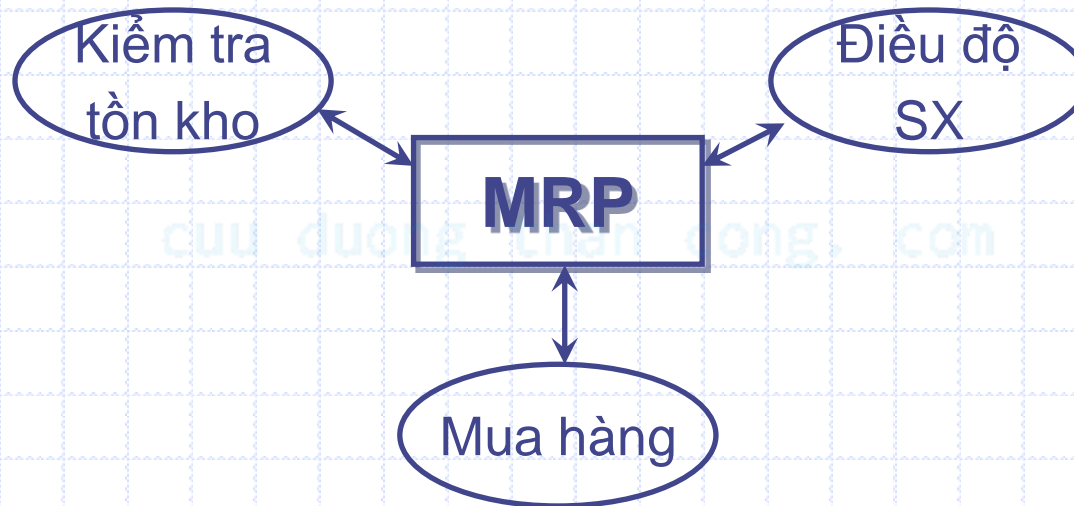 Kiểm tra
tồn kho
Điều độ
SX
MRP
cuu duong than cong. com
Mua hàng